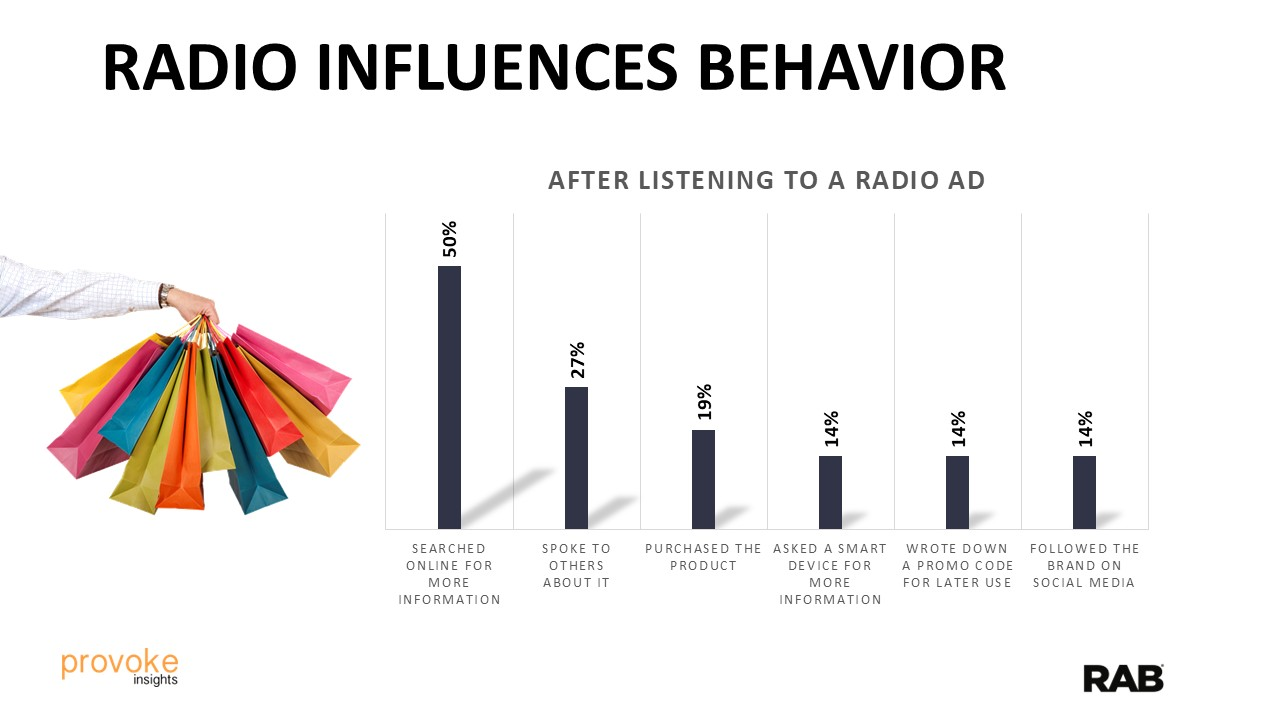 RADIO INFLUENCES BEHAVIOR
AFTER LISTENING TO A RADIO AD
50%
27%
19%
14%
14%
14%
SEARCHED
ONLINE FOR
MORE
INFORMATION
SPOKE TO
OTHERS
ABOUT IT
PURCHASED THE
PRODUCT
ASKED A SMART
DEVICE FOR
MORE
INFORMATION
WROTE DOWN
A PROMO CODE
FOR LATER USE
FOLLOWED THE
BRAND ON
SOCIAL MEDIA
provoke
insights
RAB